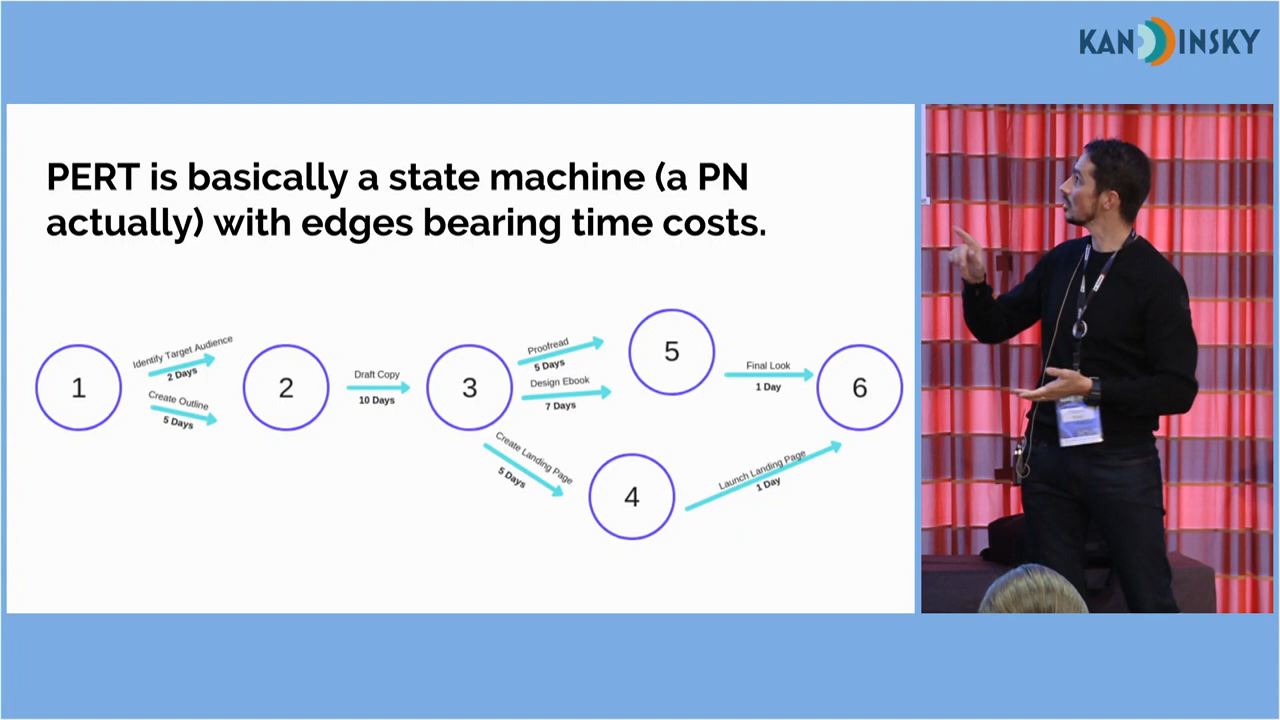 KANDDINSKY
PERT is basically a state machine (a PN
actually) with edges bearing time costs.
1
Identify Target Audience
2 Days
Create Outline
5 Days
2
Draft Copy
10 Days
3
Proofread
5 Days
Design Ebook
7 Days
Create Landing Page
5 Days
5
4
Final Look
1 Day
Launch Landing Page
1 Day
6